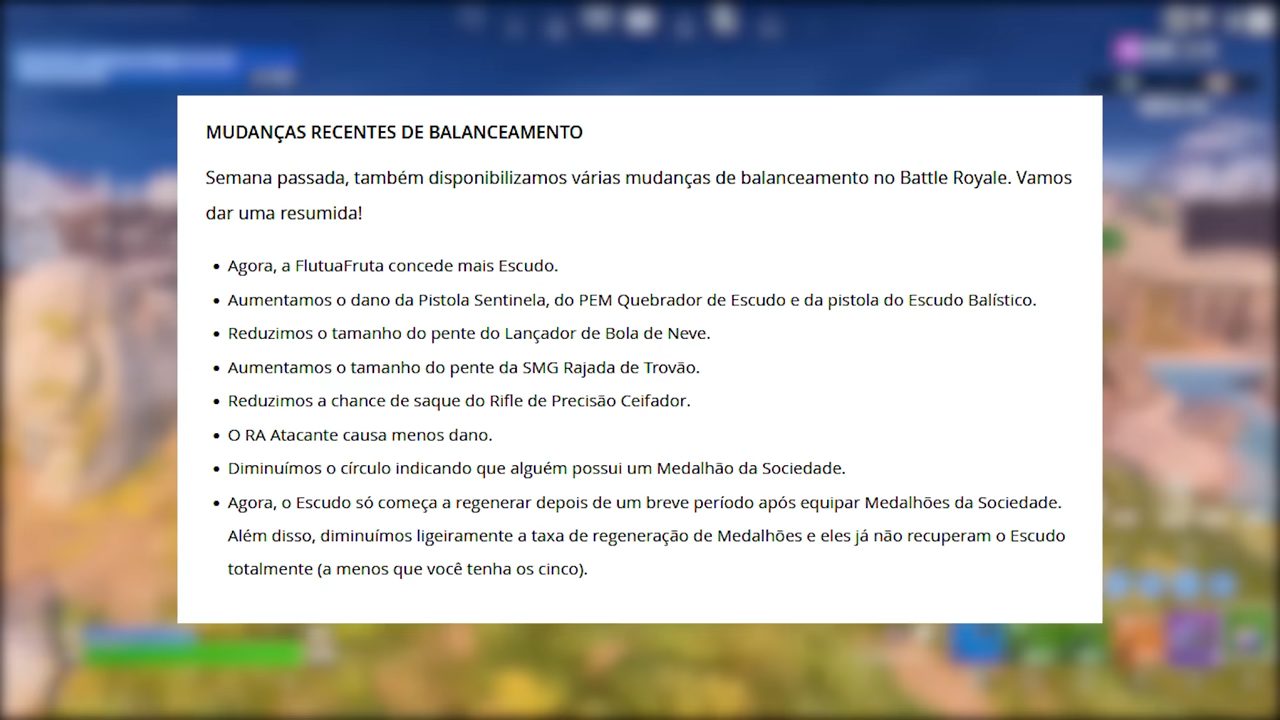 MUDANÇAS RECENTES DE BALANCEAMENTO
Semana passada, também disponibilizamos várias mudanças de balanceamento no Battle Royale. Vamos
dar uma resumida!
• Agora, a FlutuaFruta concede mais Escudo.
• Aumentamos o dano da Pistola Sentinela, do PEM Quebrador de Escudo e da pistola do Escudo Balístico.
• Reduzimos o tamanho do pente do Lançador de Bola de Neve.
• Aumentamos o tamanho do pente da SMG Rajada de Trovão.
• Reduzimos a chance de saque do Rifle de Precisão Ceifador.
• O RA Atacante causa menos dano.
• Diminuímos o círculo indicando que alguém possui um Medalhão da Sociedade.
• Agora, o Escudo só começa a regenerar depois de um breve período após equipar Medalhões da Sociedade.
Além disso, diminuímos ligeiramente a taxa de regeneração de Medalhões e eles já não recuperam o Escudo
totalmente (a menos que você tenha os cinco).